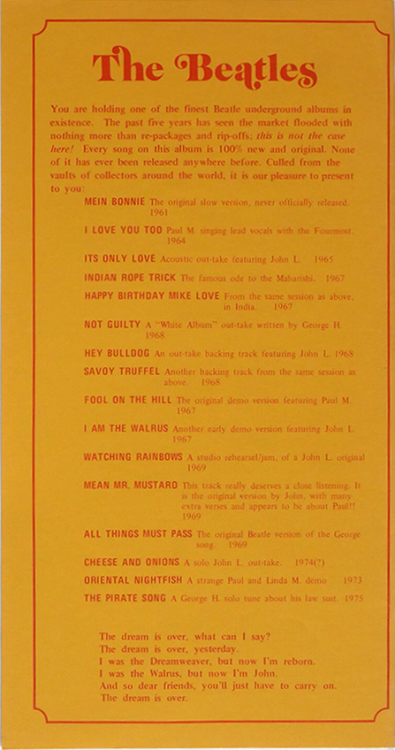 The Beatles
You are holding one of the finest Beatle underground albums in
existence. The past five years has seen the market flooded with
nothing more than re-packages and rip-offs; this is not the case
here! Every song on this album is 100% new and original. None
of it has ever been released anywhere before. Culled from the
vaults of collectors around the world, it is our pleasure to present
to you:
MEIN BONNIE The original slow version, never officially released.
1961
I LOVE YOU TOO Paul M. singing lead vocals with the Fourmost.
1964
ITS ONLY LOVE Acoustic out-take featuring John L. 1965
INDIAN ROPE TRICK The famous ode to the Maharishi. 1967
HAPPY BIRTHDAY MIKE LOVE From the same session as above,
in India. 1967
NOT GUILTY A "White Album" out-take written by George H.
1968
HEY BULLDOG An out-take backing track featuring John L. 1968
SAVOY TRUFFEL Another backing track from the same session as
above. 1968
FOOL ON THE HILL The original demo version featuring Paul M.
1967
I AM THE WALRUS Another early demo version featuring John L.
1967
WATCHING RAINBOWS A studio rehearsel/jam, of a John L. original
1969
MEAN MR. MUSTARD This track really deserves a close listening. It
is the original version by John, with many
extra verses and appears to be about Paul!!
1969
ALL THINGS MUST PASS The original Beatle version of the George
song. 1969
CHEESE AND ONIONS A solo John L. out-take. 1974(?)
ORIENTAL NIGHTFISH A strange Paul and Linda M. demo 1973
THE PIRATE SONG A George H. solo tune about his law suit. 1975
The dream is over, what can I say?
The dream is over, yesterday.
I was the Dreamweaver, but now I'm reborn.
I was the Walrus, but now I'm John.
And so dear friends, you'll just have to carry on.
The dream is over.